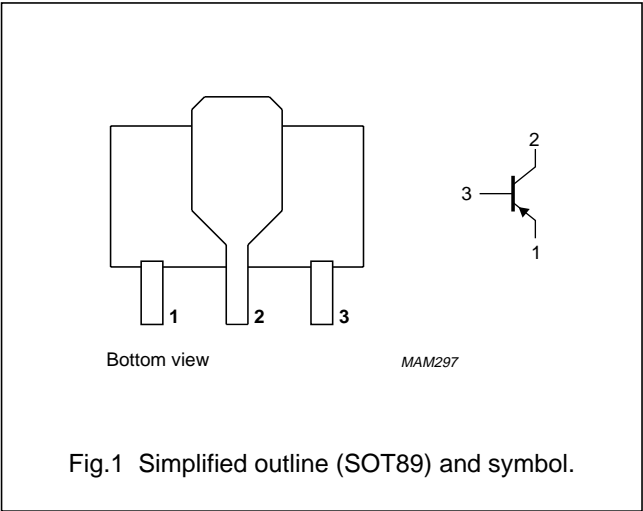 2
3
1
1 2 3
Bottom view MAM297
Fig.1 Simplified outline (SOT89) and symbol.